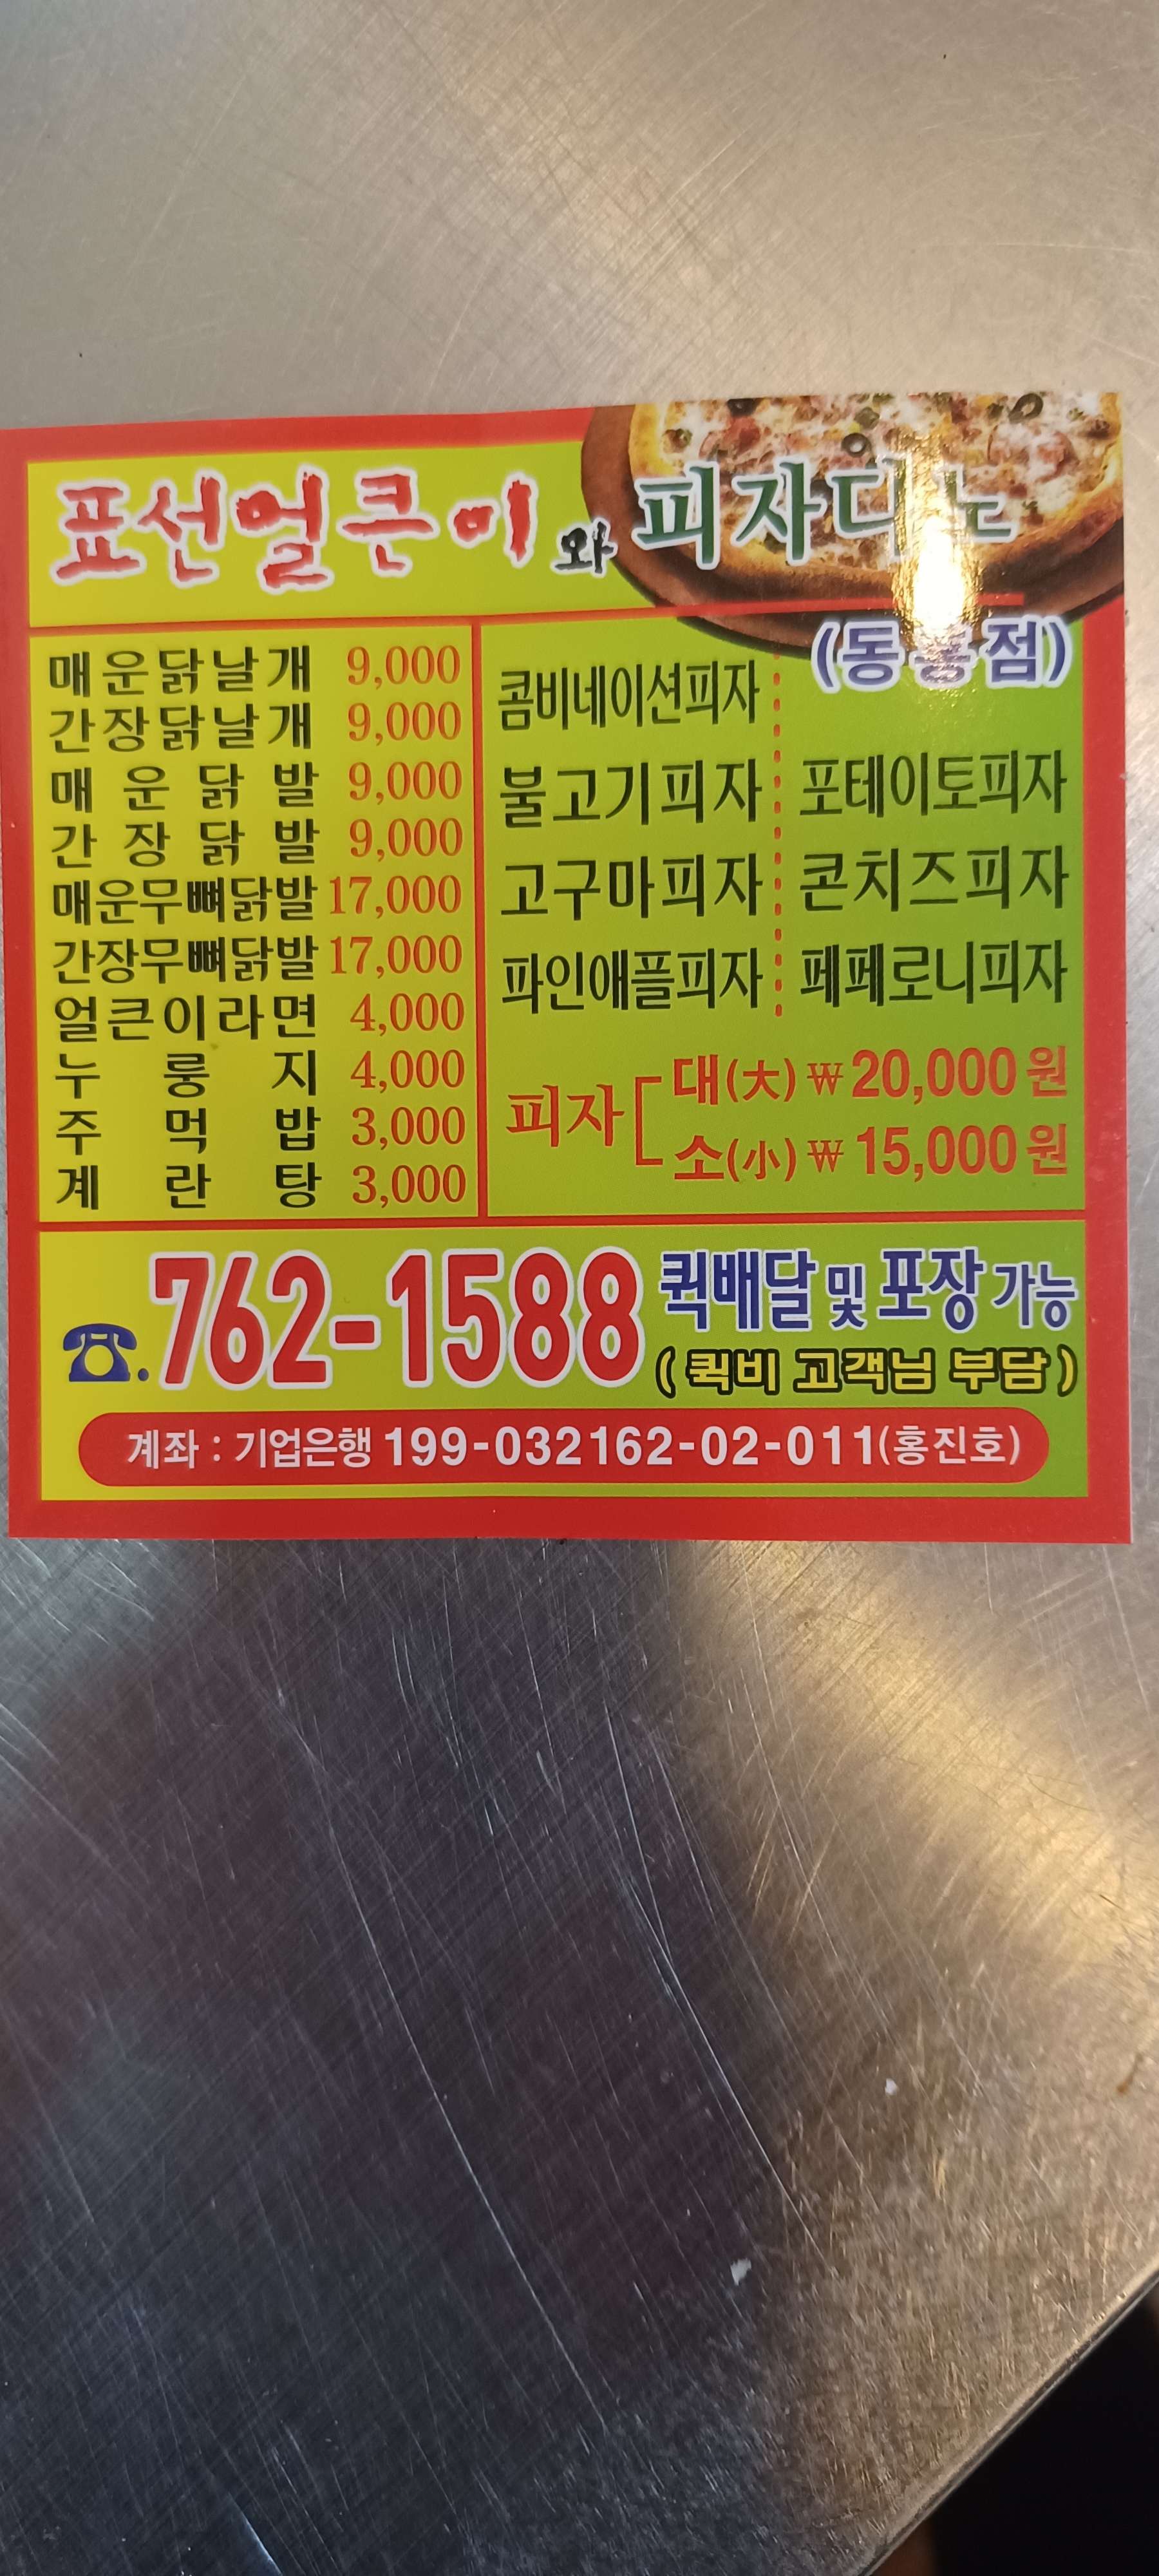 표선얼큰이와 피자디노
(동홍점)
매운닭날개 9,000
간장닭날개 9,000
매운닭발 9,000
간장닭발 9,000
매운무뼈닭발 17,000
간장무뼈닭발 17,000
얼큰이라면 4,000
누룽지 4,000
주먹밥 3,000
계란탕 3,000
콤비네이션피자
불고기피자 포테이토피자
고구마피자 콘치즈피자
파인애플피자 페페로니피자
피자 대(大) ₩20,000원
소(小) ₩15,000원
☎.762-1588 퀵배달 및 포장 가능
(퀵비 고객님 부담)
계좌 : 기업은행 199-032162-02-011(홍진호)